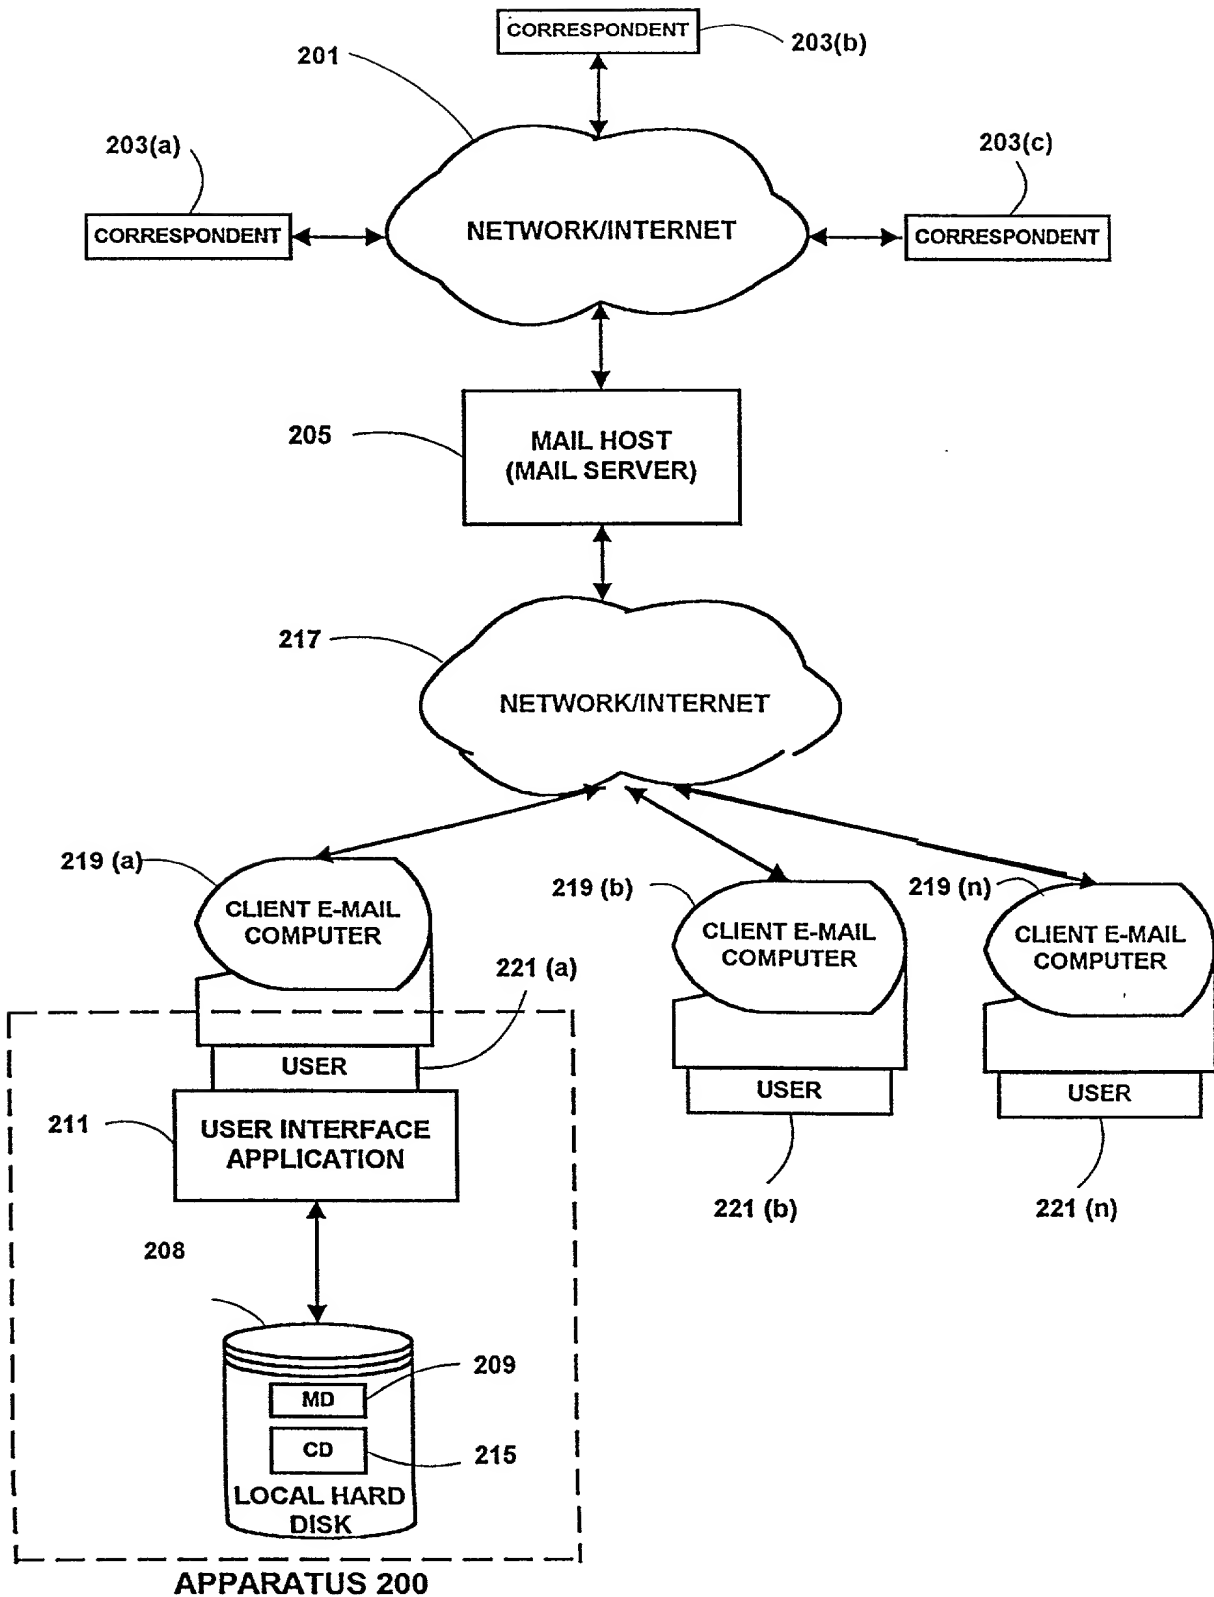 CORRESPONDENT
203(b)
201
203(a)
203(c)
CORRESPONDENT
NETWORK/INTERNET
CORRESPONDENT
205
MAIL HOST
(MAIL SERVER)
217
NETWORK/INTERNET
219 (a)
219 (b)
219 (n)
CLIENT E-MAIL
COMPUTER
CLIENT E-MAIL
COMPUTER
CLIENT E-MAIL
COMPUTER
221 (a)
USER
USER
USER
211
USER INTERFACE
APPLICATION
221 (b)
221 (n)
208
209
MD
CD
215
LOCAL HARD
DISK
APPARATUS 200